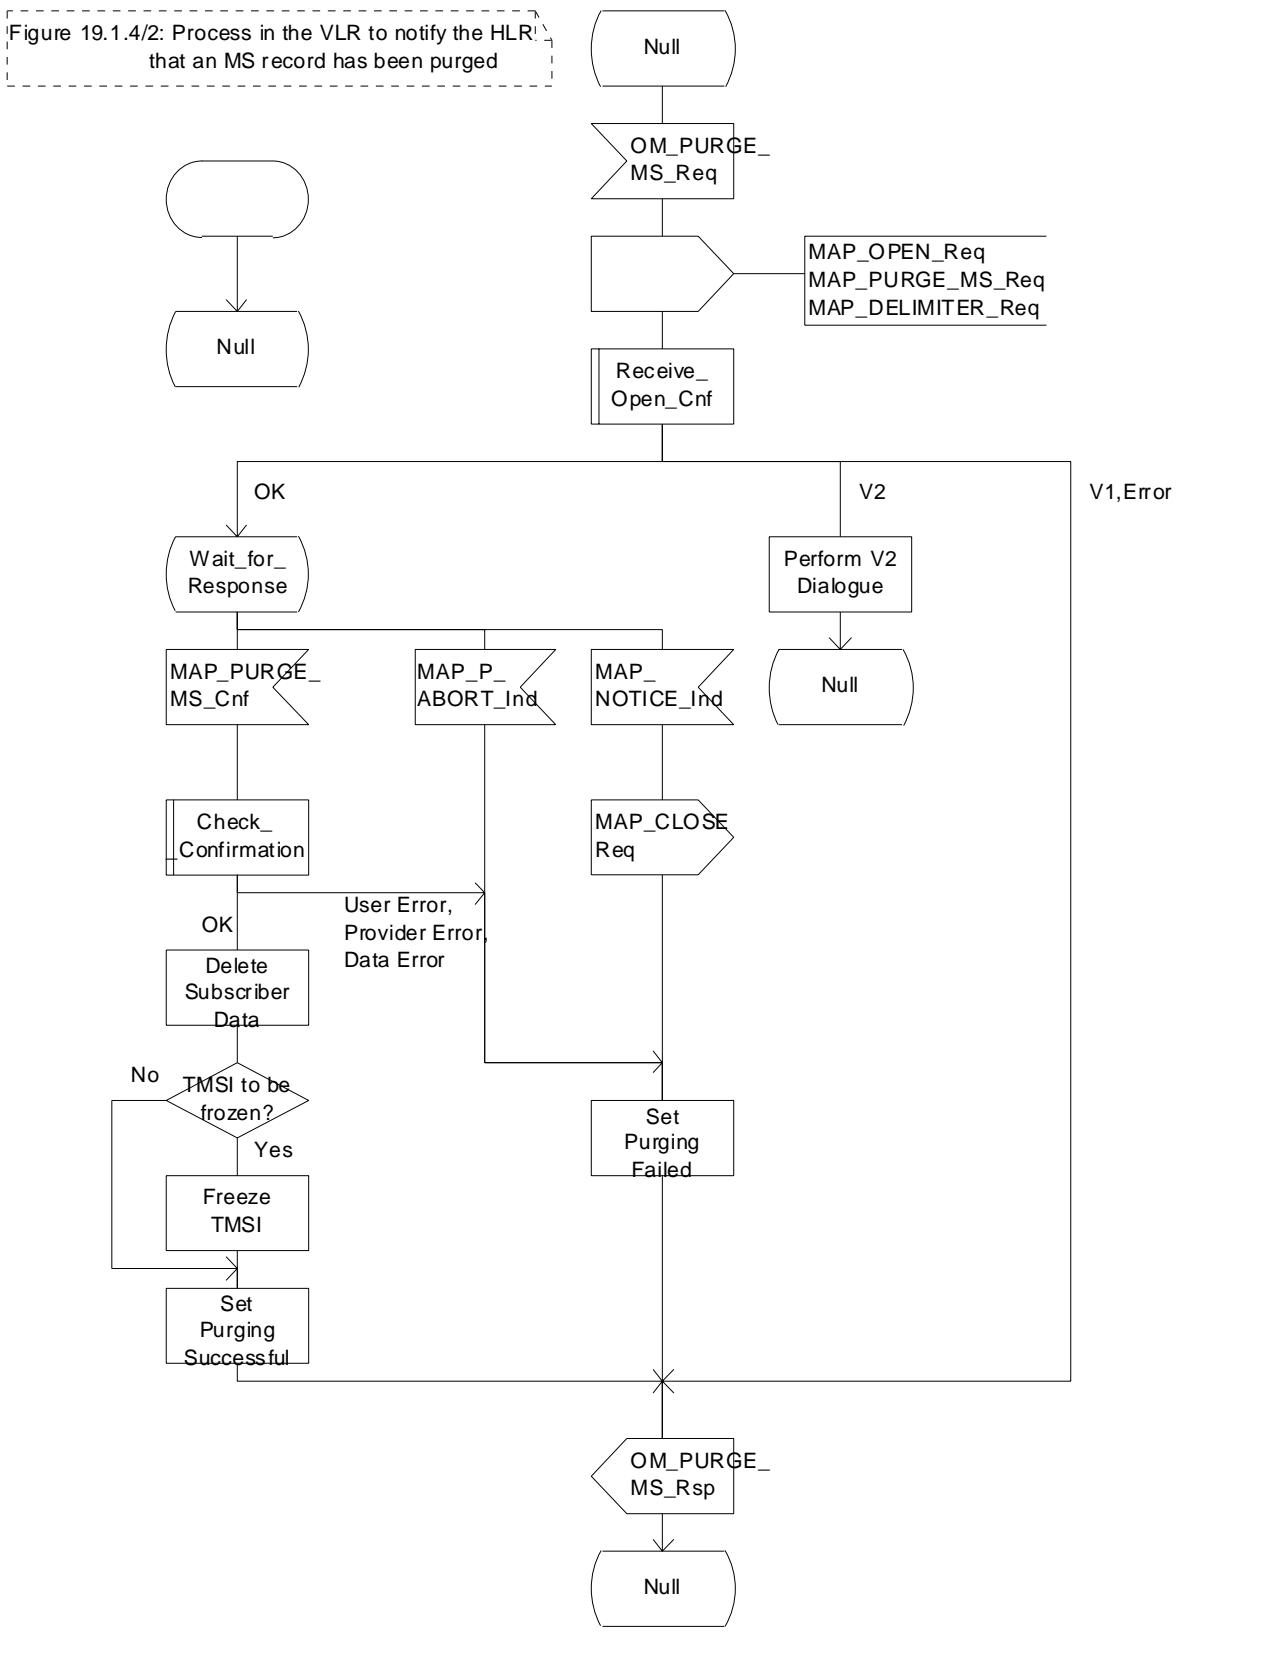 Figure 19.1.4/2: Process in the VLR to notify the HLR
that an MS record has been purged
Null
OM_PURGE_
MS_Req
MAP_OPEN_Req
MAP_PURGE_MS_Req
MAP_DELIMITER_Req
Null
Receive_
Open_Cnf
OK
V2
V1,Error
Wait_for_
Response
Perform V2
Dialogue
MAP_PURGE_
MS_Cnf
MAP_P_
ABORT_Ind
MAP_
NOTICE_Ind
Null
Check_
_Confirmation
MAP_CLOSE
Req
User Error,
Provider Error,
Data Error
OK
Delete
Subscriber
Data
No
TMSI to be
frozen?
Yes
Set
Purging
Failed
Freeze
TMSI
Set
Purging
Successful
OM_PURGE_
MS_Rsp
Null